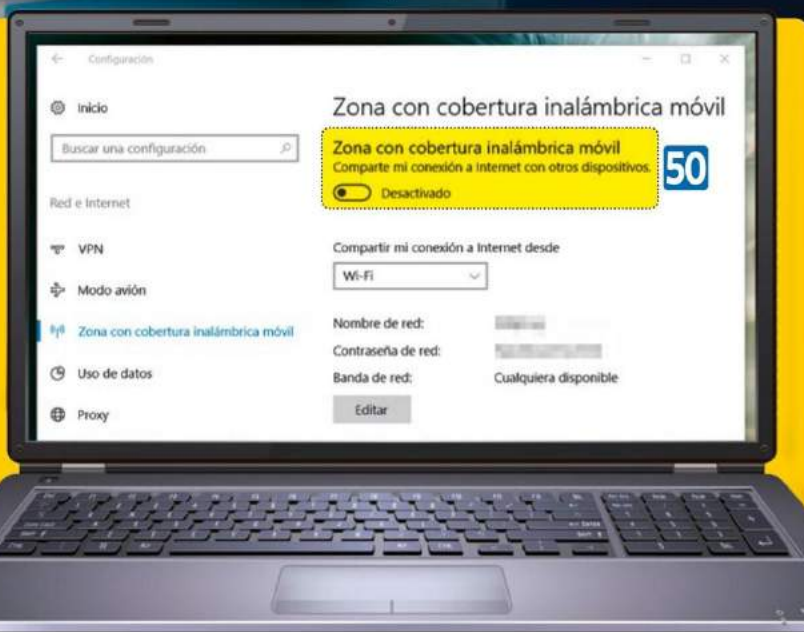 Configuración
Inicio
Buscar una configuración
Red e Internet
VPN
Modo avión
Zona con cobertura inalámbrica móvil
Uso de datos
Proxy
Zona con cobertura inalámbrica móvil
Zona con cobertura inalámbrica móvil
Comparte mi conexión a Internet con otros dispositivos.
Desactivado
50
Compartir mi conexión a Internet desde
Wi-Fi
Nombre de red:
Contraseña de red:
Banda de red: Cualquiera disponible
Editar